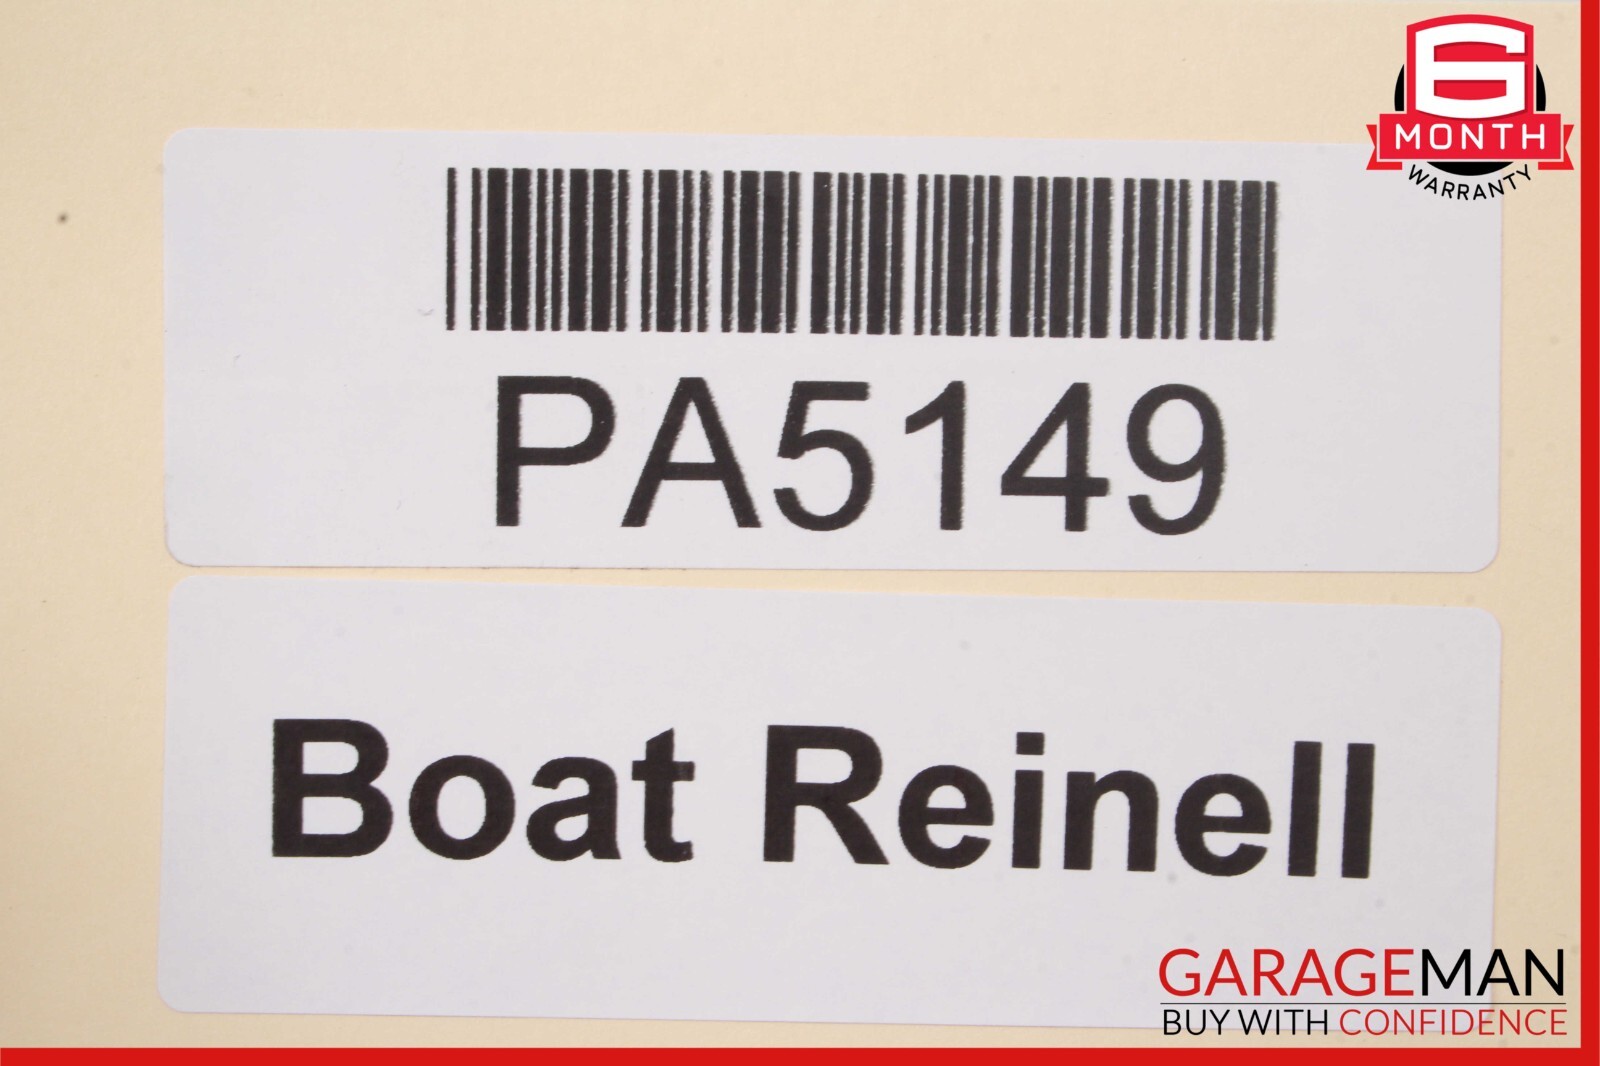 6
MONTH
WARRANTY
PA5149
Boat Reinell
GARAGEMAN
BUY WITH CONFIDENCE